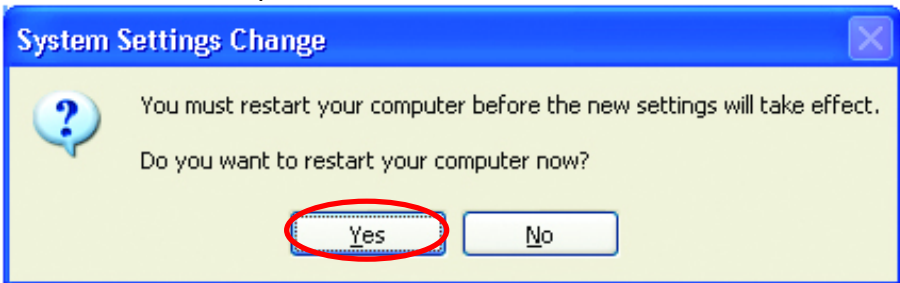 System Settings Change
You must restart your computer before the new settings will take effect.
Do you want to restart your computer now?
Yes No